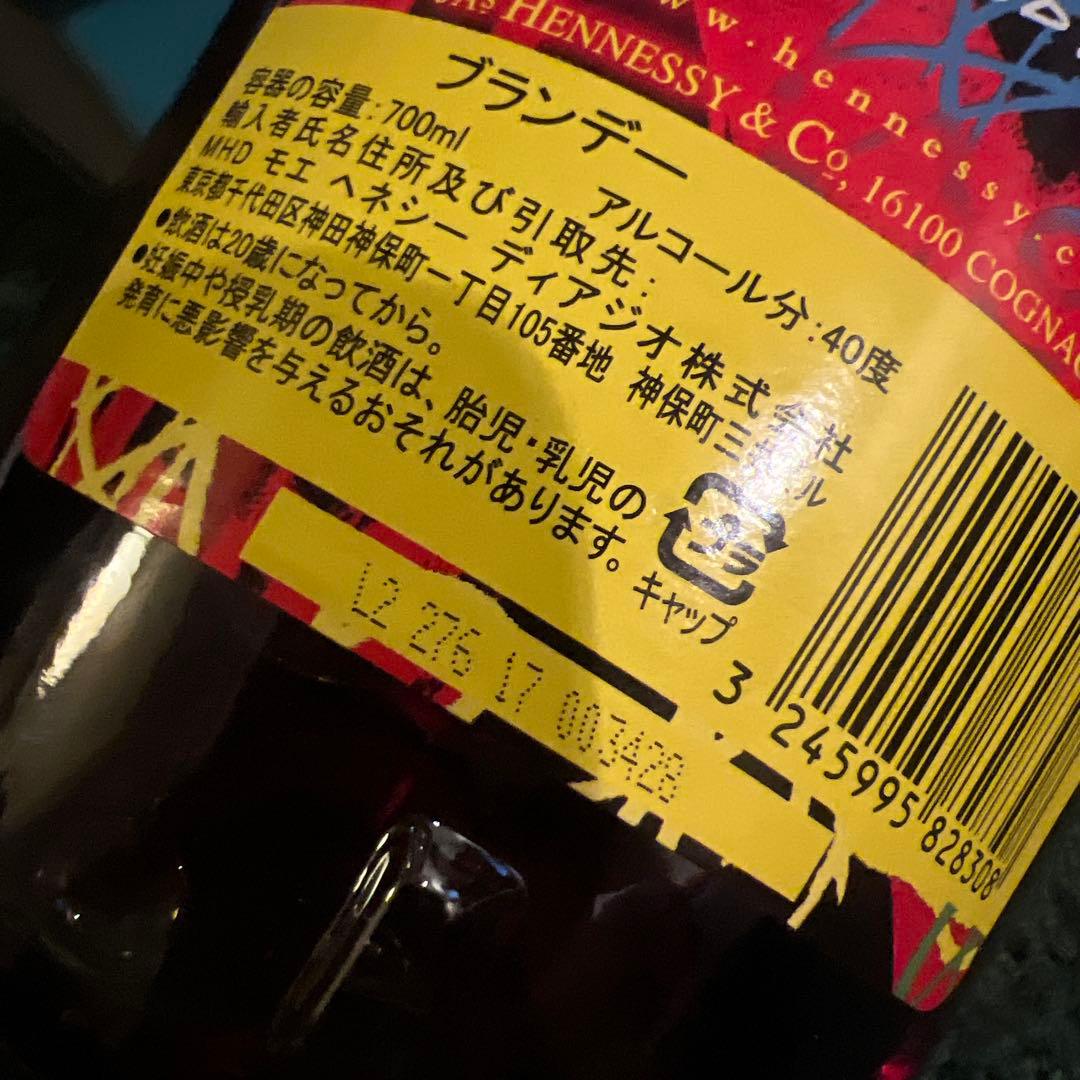 www.hennessy.c
JAS HENNESSY & Co, 16100 COGNAC
ブランデー
容器の容量:700ml アルコール分:40度
輸入者氏名住所及び引取先:
MHD モエ ヘネシー ディアジオ株式会社
東京都千代田区神田神保町一丁目105番地 神保町三井ビル
●飲酒は20歳になってから。
●妊娠中や授乳期の飲酒は、胎児・乳児の
発育に悪影響を与えるおそれがあります。
プラ
キャップ
3 245995 828308
L2 276 17 003428